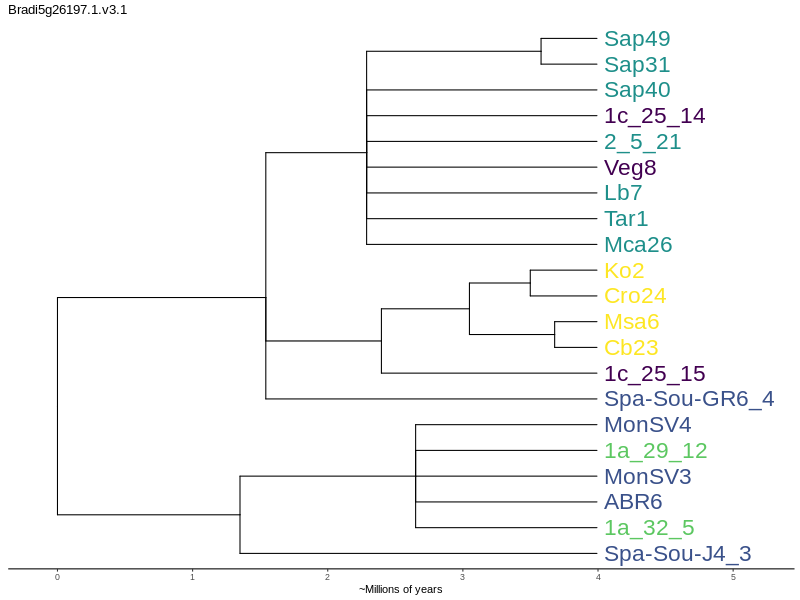 Bradi5g26197.1.v3.1
Sap49
Sap31
Sap40
1c_25_14
2_5_21
Veg8
Lb7
Tar1
Mca26
Ko2
Cro24
Msa6
Cb23
1c_25_15
Spa-Sou-GR6_4
MonSV4
1a_29_12
MonSV3
ABR6
1a_32_5
Spa-Sou-J4_3
0 1 2 3 4 5
~Millions of years